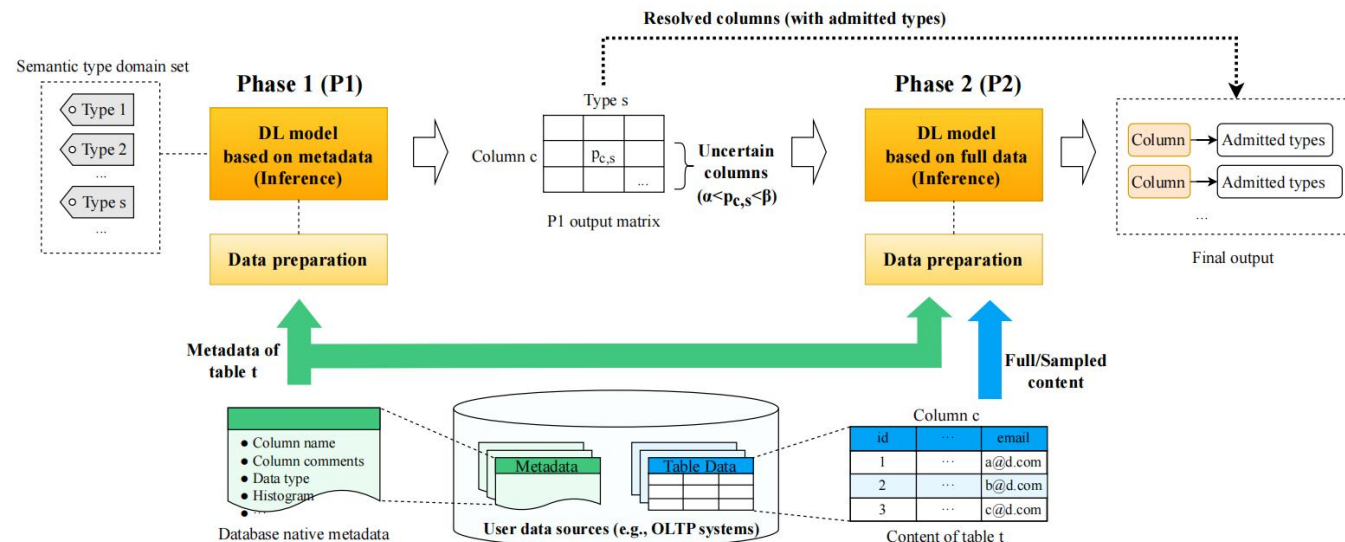 Resolved columns (with admitted types)
Semantic type domain set
Type 1
Type 2
...
Type s
...
Phase 1 (P1)
DL model
based on metadata
(Inference)
Data preparation
Type s
Column c
p_c,s
...
Uncertain
columns
(α<p_c,s<β)
P1 output matrix
Phase 2 (P2)
DL model
based on full data
(Inference)
Data preparation
Column
Admitted types
Column
Admitted types
...
Final output
Metadata of
table t
Full/Sampled
content
● Column name
● Column comments
● Data type
● Histogram
● ...
Database native metadata
Metadata
Table Data
User data sources (e.g., OLTP systems)
Column c
id ... email
1 ... a@d.com
2 ... b@d.com
3 ... c@d.com
Content of table t